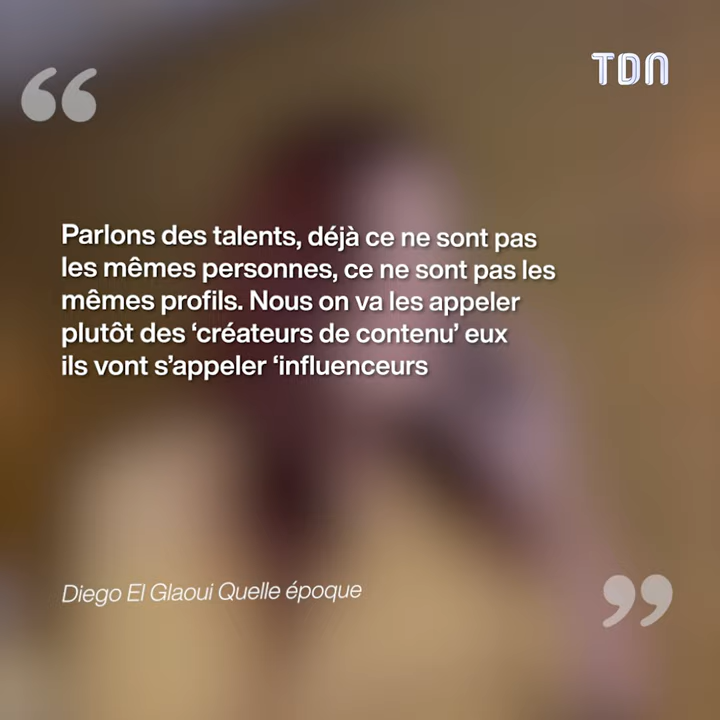 TDN
“
Parlons des talents, déjà ce ne sont pas
les mêmes personnes, ce ne sont pas les
mêmes profils. Nous on va les appeler
plutôt des ‘créateurs de contenu’ eux
ils vont s’appeler ‘influenceurs
Diego El Glaoui Quelle époque
”